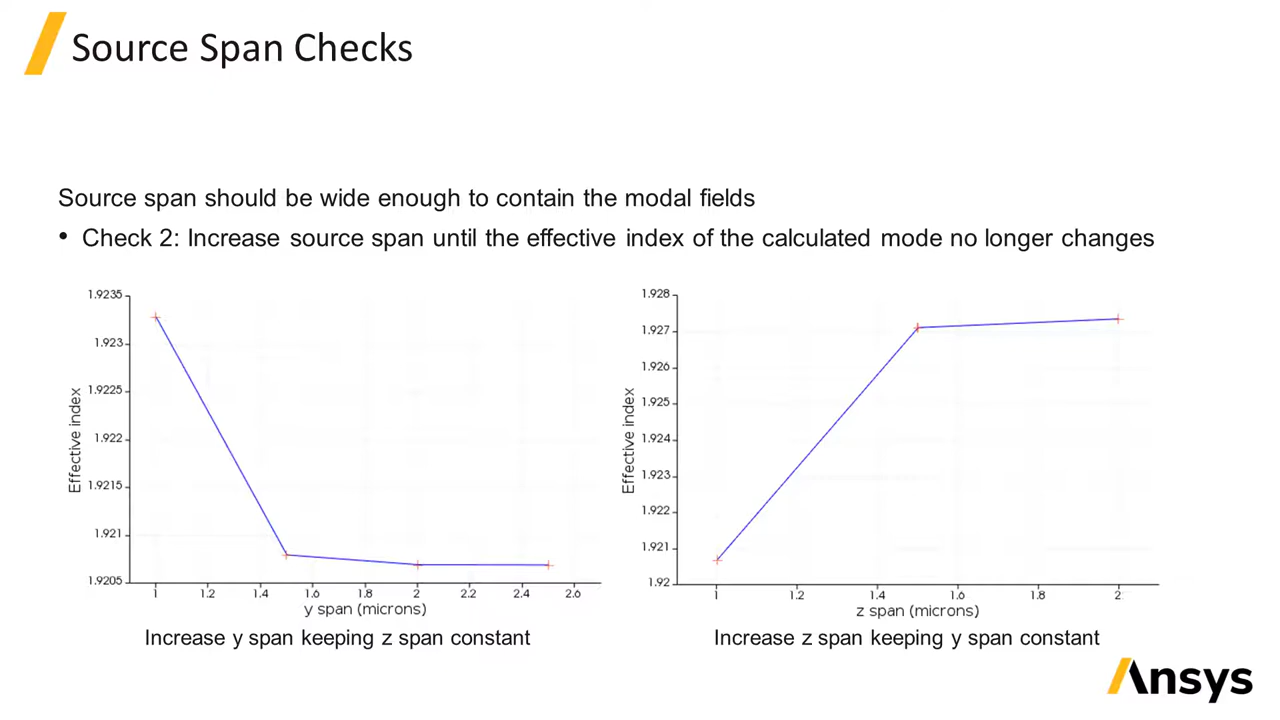 Source Span Checks
Source span should be wide enough to contain the modal fields
• Check 2: Increase source span until the effective index of the calculated mode no longer changes
1.9235
1.923
1.9225
1.922
1.9215
1.921
1.9205
Effective index
1 1.2 1.4 1.6 1.8 2 2.2 2.4 2.6
y span (microns)
Increase y span keeping z span constant
1.928
1.927
1.926
1.925
1.924
1.923
1.922
1.921
1.92
Effective index
1 1.2 1.4 1.6 1.8 2
z span (microns)
Increase z span keeping y span constant
Ansys